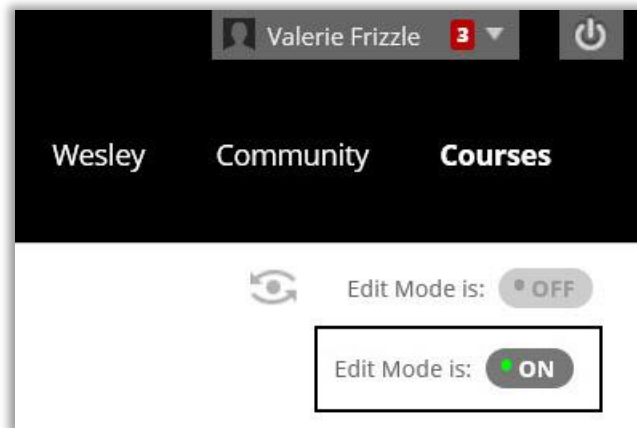 Valerie Frizzle 3
Wesley Community Courses
Edit Mode is: OFF
Edit Mode is: ON